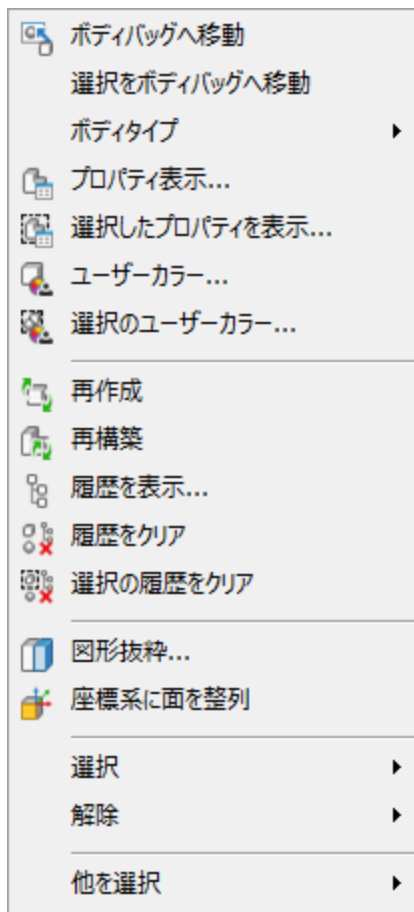 ボディバッグへ移動
選択をボディバッグへ移動
ボディタイプ
プロパティ表示...
選択したプロパティを表示...
ユーザーカラー...
選択のユーザーカラー...
再作成
再構築
履歴を表示...
履歴をクリア
選択の履歴をクリア
図形抜粋...
座標系に面を整列
選択
解除
他を選択